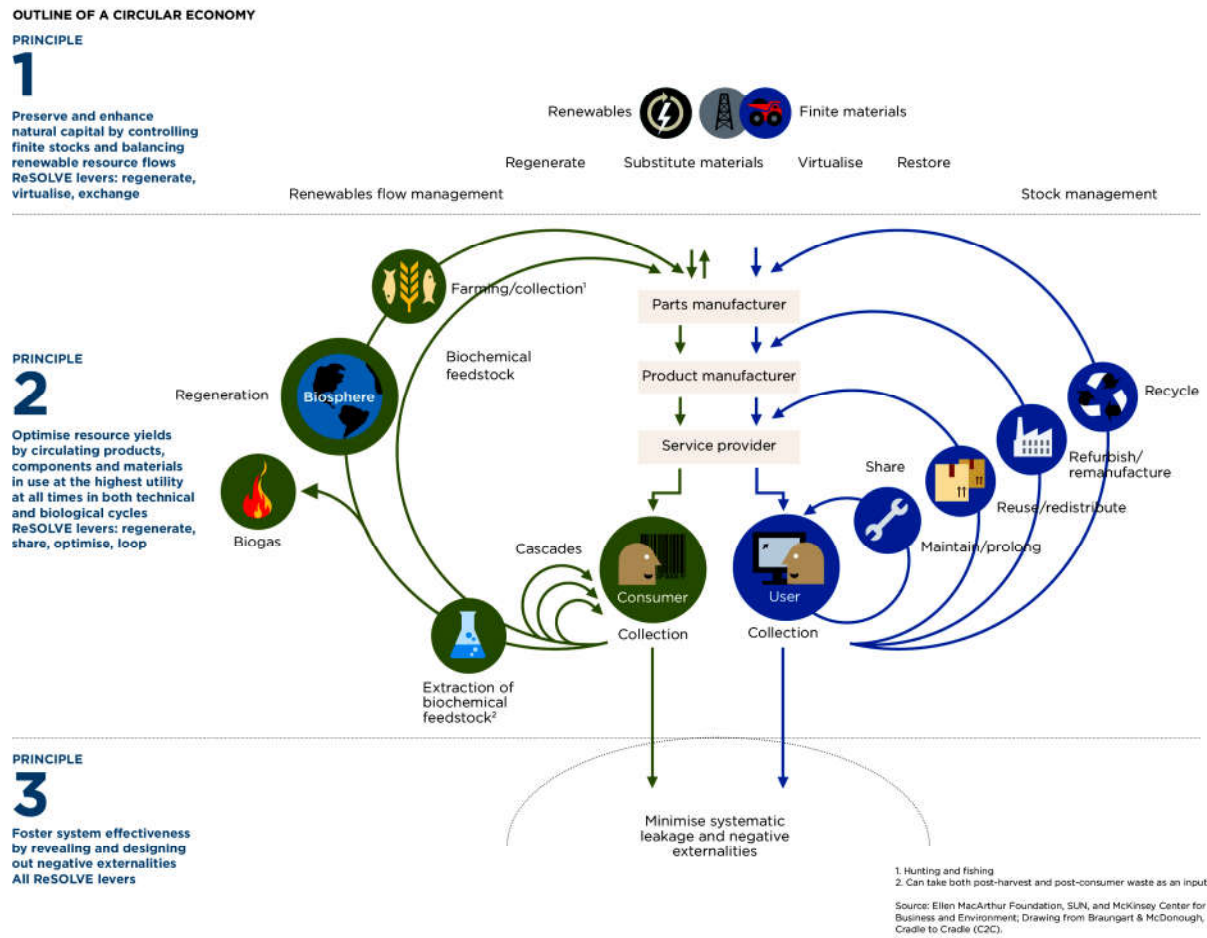 OUTLINE OF A CIRCULAR ECONOMY
PRINCIPLE
1
Preserve and enhance
natural capital by controlling
finite stocks and balancing
renewable resource flows
ReSOLVE levers: regenerate,
virtualise, exchange
Renewables
Finite materials
Regenerate
Substitute materials
Virtualise
Restore
Renewables flow management
Stock management
PRINCIPLE
2
Optimise resource yields
by circulating products,
components and materials
in use at the highest utility
at all times in both technical
and biological cycles
ReSOLVE levers: regenerate,
share, optimise, loop
Farming/collection¹
Biochemical
feedstock
Regeneration
Biosphere
Biogas
Cascades
Extraction of
biochemical
feedstock²
Parts manufacturer
Product manufacturer
Service provider
Consumer
Collection
User
Collection
Share
Maintain/prolong
Reuse/redistribute
Refurbish/
remanufacture
Recycle
PRINCIPLE
3
Foster system effectiveness
by revealing and designing
out negative externalities
All ReSOLVE levers
Minimise systematic
leakage and negative
externalities
1. Hunting and fishing
2. Can take both post-harvest and post-consumer waste as an input
Source: Ellen MacArthur Foundation, SUN, and McKinsey Center for
Business and Environment; Drawing from Braungart & McDonough,
Cradle to Cradle (C2C).